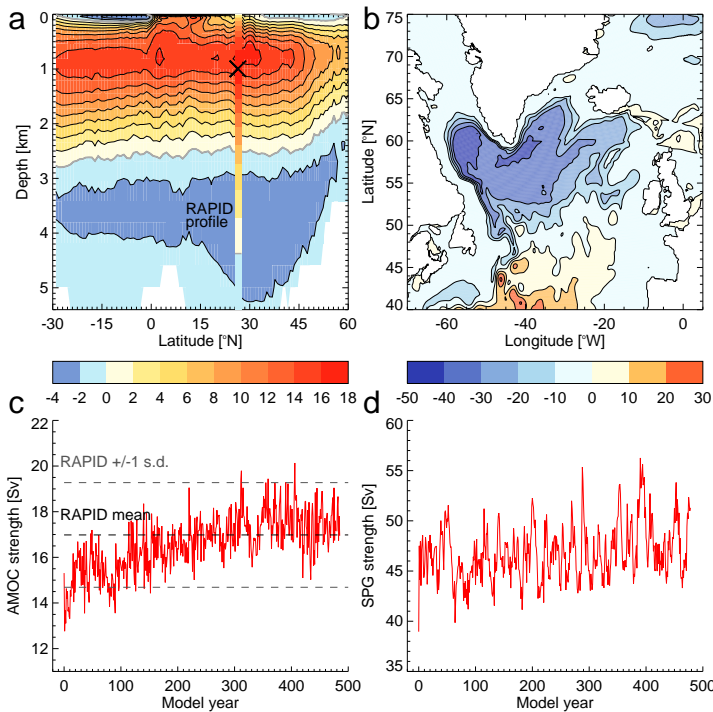 a
0
1
2
3
4
5
Depth [km]
RAPID
profile
-30 -15 0 15 30 45 60
Latitude [°N]
-4 -2 0 2 4 6 8 10 12 14 16 18
b
75
70
65
60
55
50
45
40
Latitude [°N]
-60 -40 -20 0
Longitude [°W]
-50 -40 -30 -20 -10 0 10 20 30
c
22
20
18
16
14
12
AMOC strength [Sv]
RAPID +/-1 s.d.
RAPID mean
0 100 200 300 400 500
Model year
d
60
55
50
45
40
35
SPG strength [Sv]
0 100 200 300 400 500
Model year